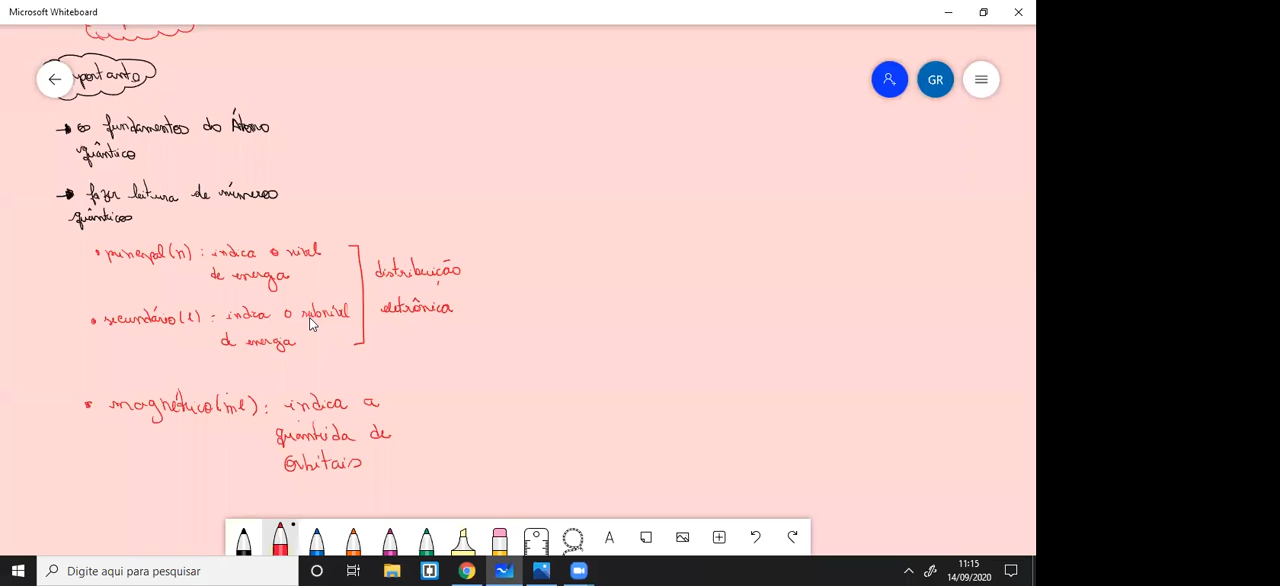 Microsoft Whiteboard
portante
GR
→ os fundamentos do Átomo
quântico
→ fazer leitura de números
quânticos
• principal (n) : indica o nível
de energia
distribuição
• secundário (l) : indica o subnível
eletrônica
de energia
• magnético (ml) : indica a
quantida de
orbitais
A
Digite aqui para pesquisar
11:15
14/09/2020